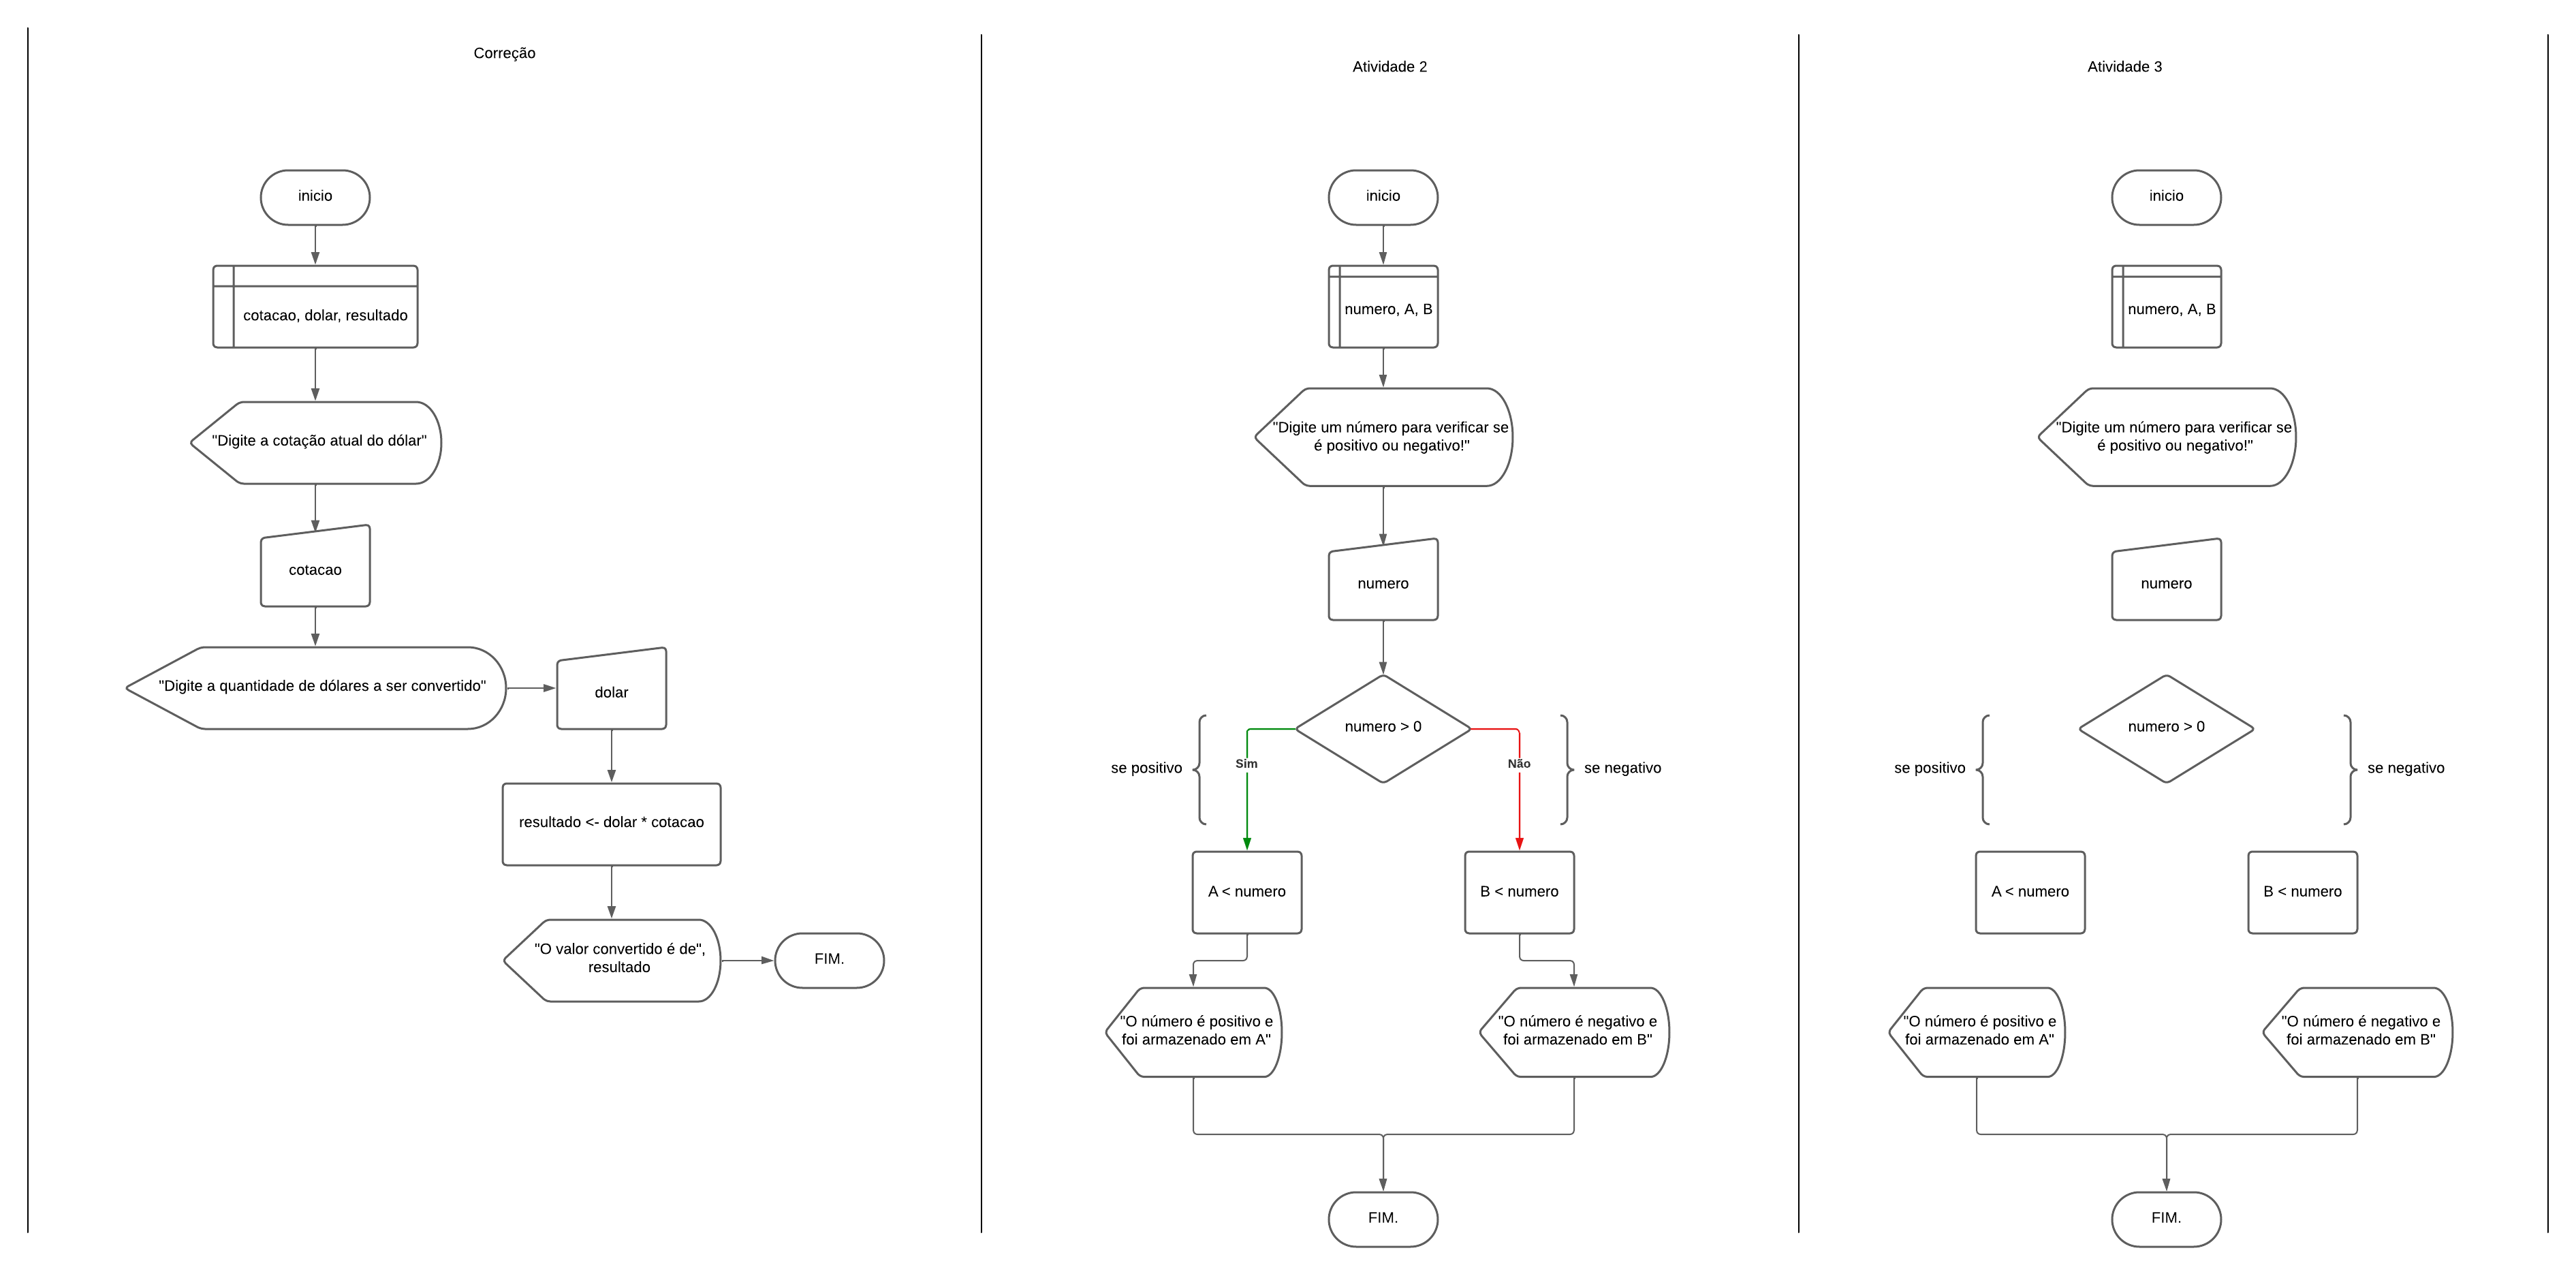 Correção
inicio
cotacao, dolar, resultado
"Digite a cotação atual do dólar"
cotacao
"Digite a quantidade de dólares a ser convertido"
dolar
resultado <- dolar * cotacao
"O valor convertido é de",
resultado
FIM.
Atividade 2
inicio
numero, A, B
"Digite um número para verificar se
é positivo ou negativo!"
numero
numero > 0
Sim
Não
se positivo
se negativo
A < numero
B < numero
"O número é positivo e
foi armazenado em A"
"O número é negativo e
foi armazenado em B"
FIM.
Atividade 3
inicio
numero, A, B
"Digite um número para verificar se
é positivo ou negativo!"
numero
numero > 0
se positivo
se negativo
A < numero
B < numero
"O número é positivo e
foi armazenado em A"
"O número é negativo e
foi armazenado em B"
FIM.